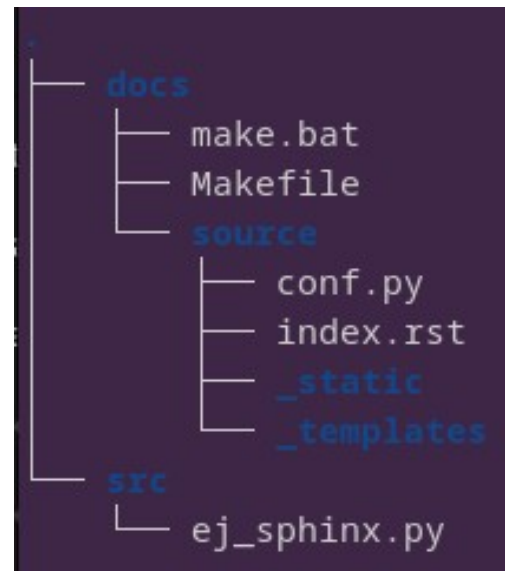 .
docs
make.bat
Makefile
source
conf.py
index.rst
_static
_templates
src
ej_sphinx.py